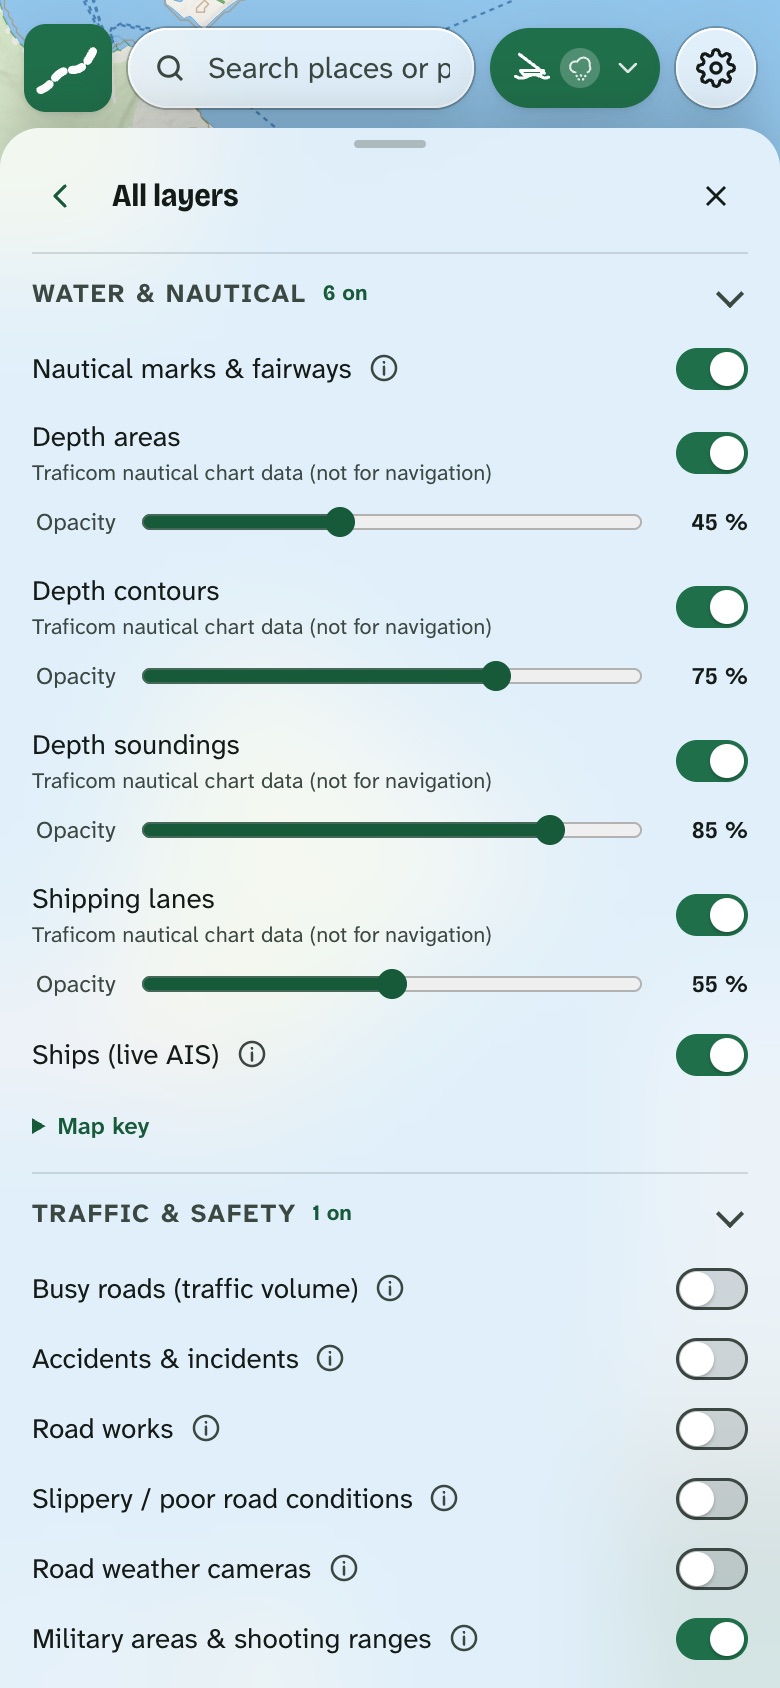 Search places or p
All layers
WATER & NAUTICAL 6 on
Nautical marks & fairways
Depth areas
Traficom nautical chart data (not for navigation)
Opacity 45 %
Depth contours
Traficom nautical chart data (not for navigation)
Opacity 75 %
Depth soundings
Traficom nautical chart data (not for navigation)
Opacity 85 %
Shipping lanes
Traficom nautical chart data (not for navigation)
Opacity 55 %
Ships (live AIS)
Map key
TRAFFIC & SAFETY 1 on
Busy roads (traffic volume)
Accidents & incidents
Road works
Slippery / poor road conditions
Road weather cameras
Military areas & shooting ranges